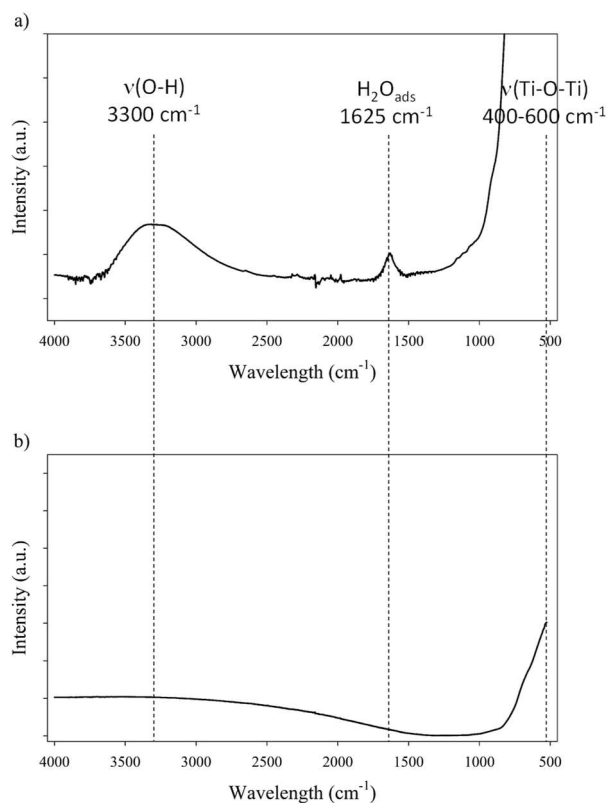 a)
ν(O-H)
3300 cm⁻¹
H₂Oₐdₛ
1625 cm⁻¹
ν(Ti-O-Ti)
400-600 cm⁻¹
Intensity (a.u.)
4000 3500 3000 2500 2000 1500 1000 500
Wavelength (cm⁻¹)
b)
Intensity (a.u.)
4000 3500 3000 2500 2000 1500 1000 500
Wavelength (cm⁻¹)